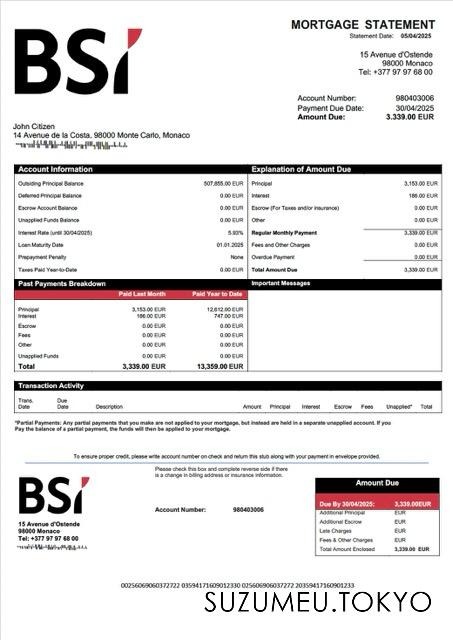 BSI
MORTGAGE STATEMENT
Statement Date: 05/04/2025
15 Avenue d'Ostende
98000 Monaco
Tel: +377 97 97 68 00
Account Number: 980403006
Payment Due Date: 30/04/2025
Amount Due: 3.339.00 EUR
John Citizen
14 Avenue de la Costa, 98000 Monte Carlo, Monaco
Account Information
Outsiding Principal Balance 507,855.00 EUR
Deferred Principal Balance 0.00 EUR
Escrow Account Balance 0.00 EUR
Unapplied Funds Balance 0.00 EUR
Interest Rate (until 30/04/2025) 5.93%
Loan Maturity Date 01.01.2025
Prepayment Penalty None
Taxes Paid Year-to-Date 0.00 EUR
Explanation of Amount Due
Principal 3,153.00 EUR
Interest 186.00 EUR
Escrow (For Taxes and/or insurance) 0.00 EUR
Other 0.00 EUR
Regular Monthly Payment 3,339.00 EUR
Fees and Other Charges 0.00 EUR
Overdue Payment 0.00 EUR
Total Amount Due 3,339.00 EUR
Past Payments Breakdown
Paid Last Month Paid Year to Date
Principal 3,153.00 EUR 12,612.00 EUR
Interest 186.00 EUR 747.00 EUR
Escrow 0.00 EUR 0.00 EUR
Fees 0.00 EUR 0.00 EUR
Other 0.00 EUR 0.00 EUR
Unapplied Funds 0.00 EUR 0.00 EUR
Total 3,339.00 EUR 13,359.00 EUR
Important Messages
Transaction Activity
Trans. Date Due Date Description Amount Principal Interest Escrow Fees Unapplied* Total
*Partial Payments: Any partial payments that you make are not applied to your mortgage, but instead are held in a separate unapplied account. If you
Pay the balance of a partial payment, the funds will then be applied to your mortgage.
To ensure proper credit, please write account number on check and return this stub along with your payment in envelope provided.
BSI
15 Avenue d'Ostende
98000 Monaco
Tel: +377 97 97 68 00
Please check this box and complete reverse side if there
is a change in billing address or insurance information.
Account Number: 980403006
Amount Due
Due By 30/04/2025: 3,339.00EUR
Additional Principal EUR
Additional Escrow EUR
Late Charges EUR
Fees & Other Charges EUR
Total Amount Enclosed 3,339.00 EUR
00256069060372722 03594171609012330 02560690603722 20359417160901233
SUZUMEU.TOKYO